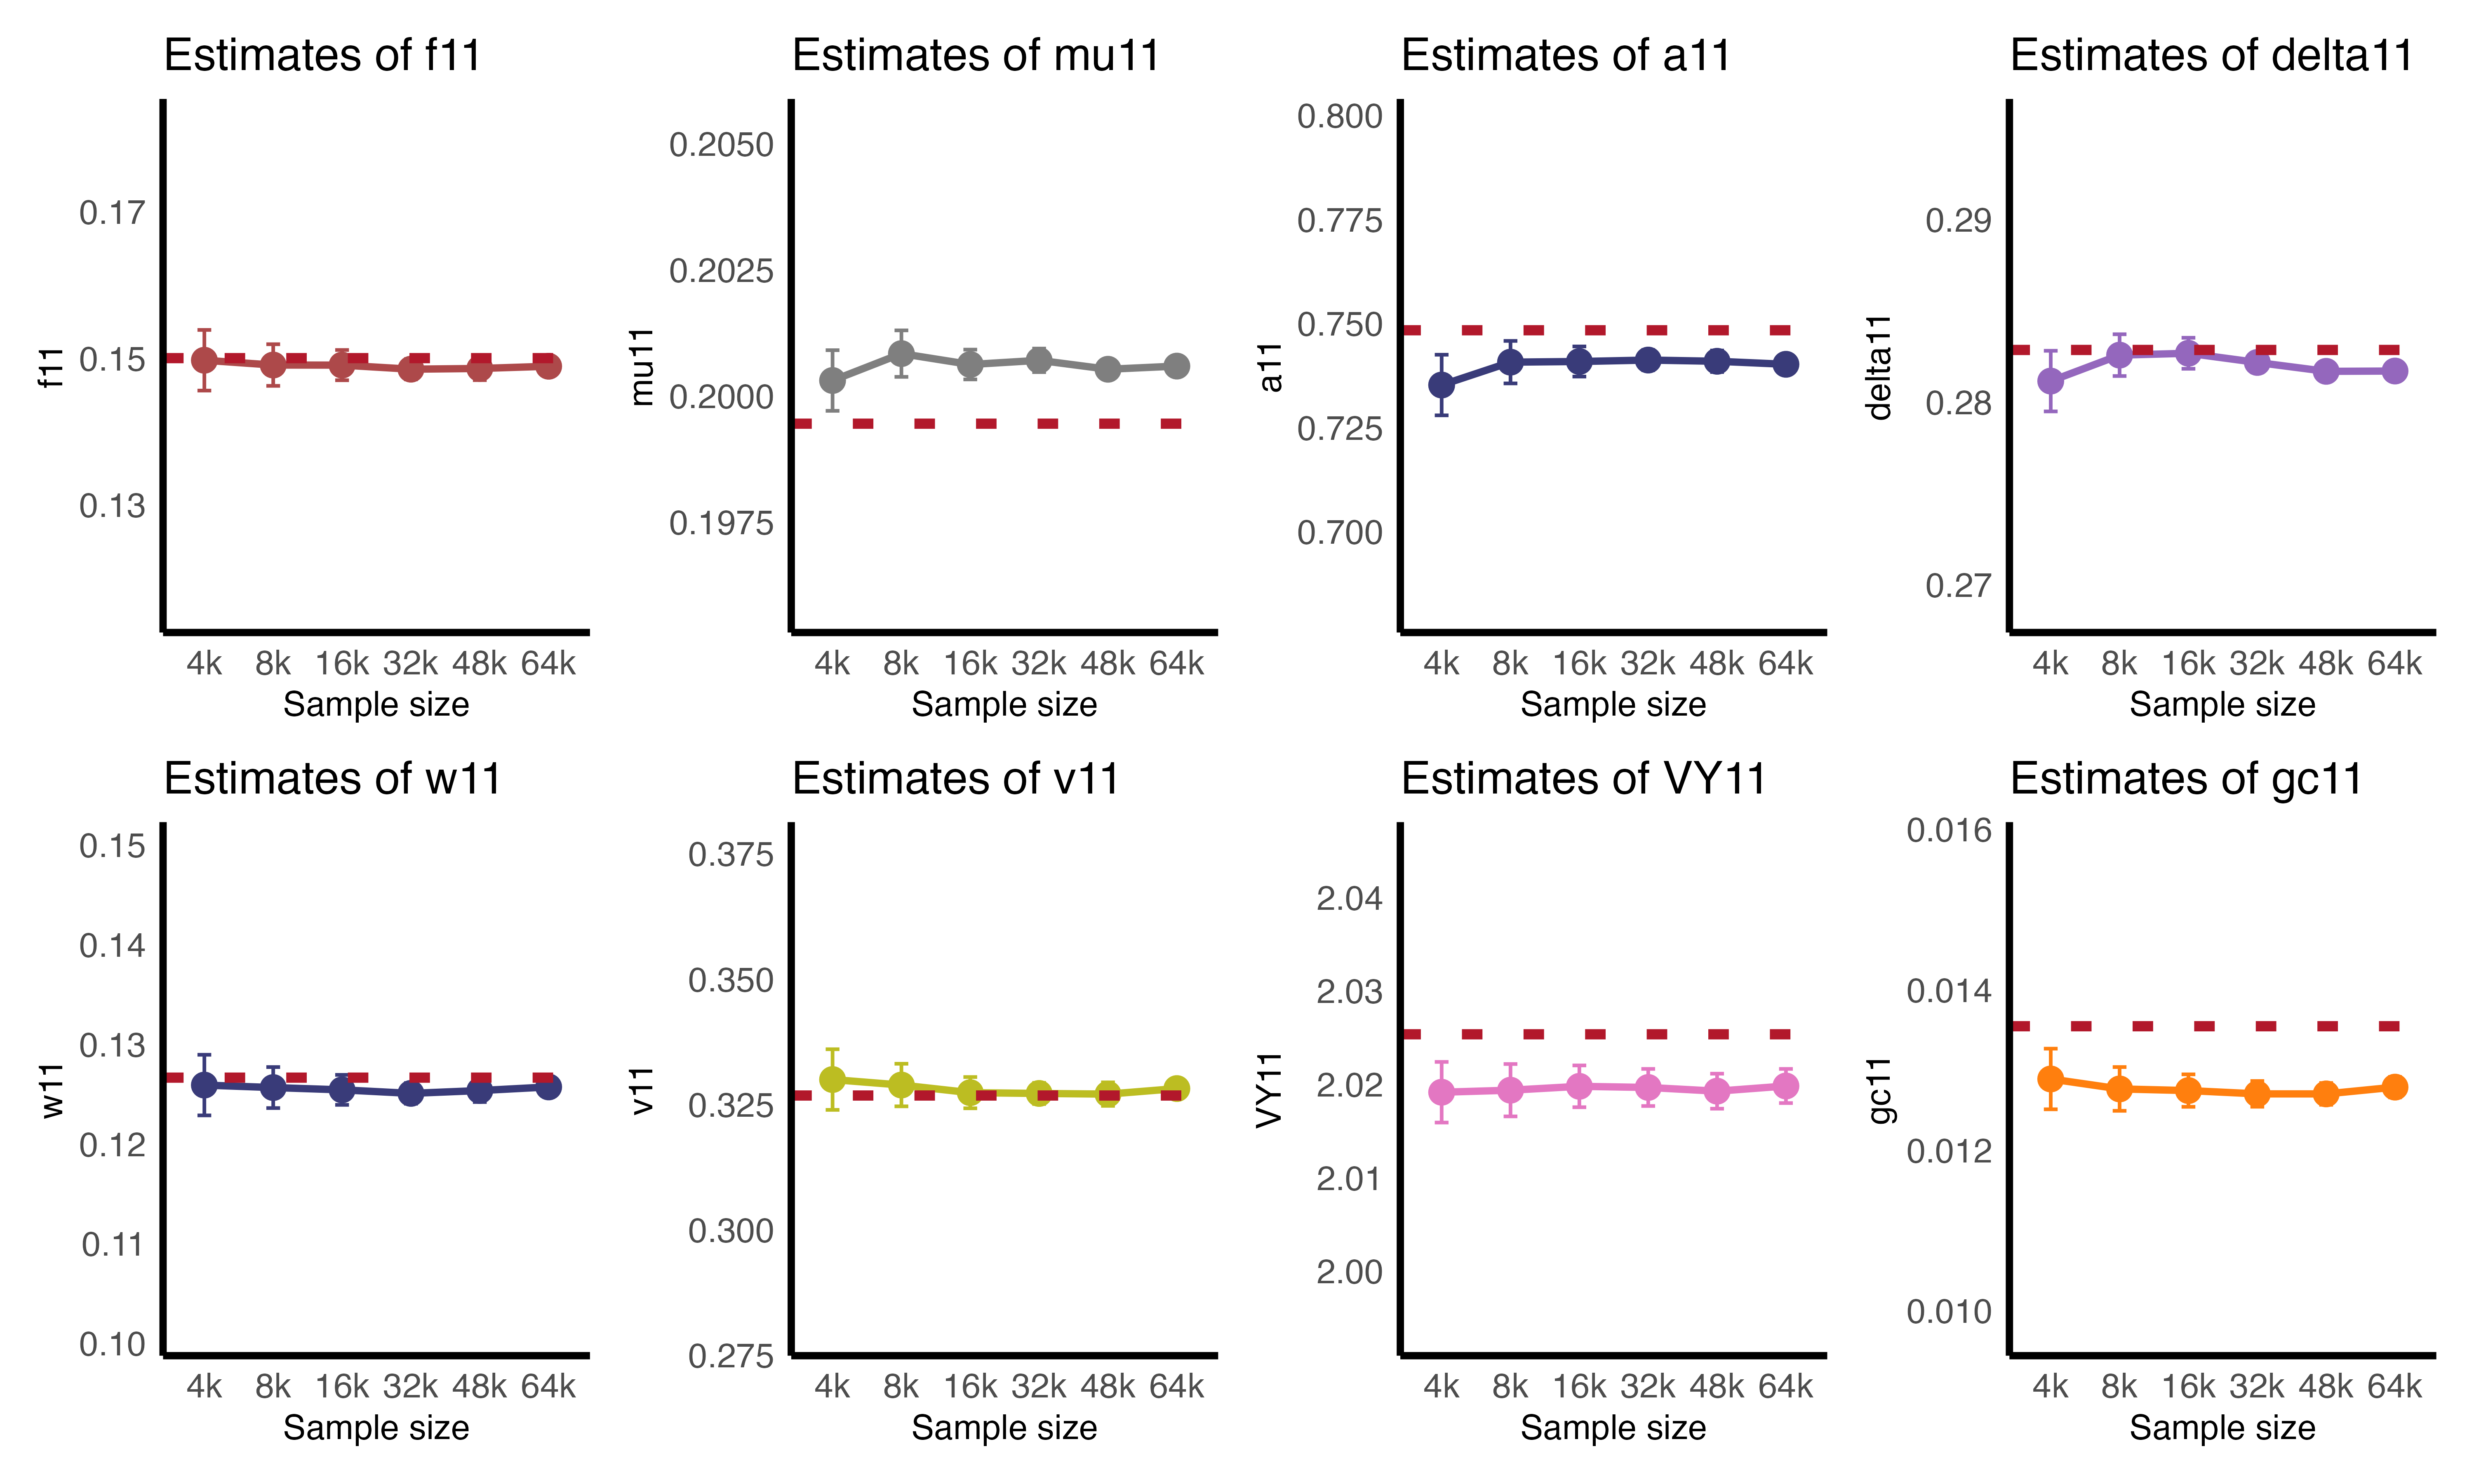 Estimates of f11
f11
0.17
0.15
0.13
4k 8k 16k 32k 48k 64k
Sample size
Estimates of mu11
mu11
0.2050
0.2025
0.2000
0.1975
4k 8k 16k 32k 48k 64k
Sample size
Estimates of a11
a11
0.800
0.775
0.750
0.725
0.700
4k 8k 16k 32k 48k 64k
Sample size
Estimates of delta11
delta11
0.29
0.28
0.27
4k 8k 16k 32k 48k 64k
Sample size
Estimates of w11
w11
0.15
0.14
0.13
0.12
0.11
0.10
4k 8k 16k 32k 48k 64k
Sample size
Estimates of v11
v11
0.375
0.350
0.325
0.300
0.275
4k 8k 16k 32k 48k 64k
Sample size
Estimates of VY11
VY11
2.04
2.03
2.02
2.01
2.00
4k 8k 16k 32k 48k 64k
Sample size
Estimates of gc11
gc11
0.016
0.014
0.012
0.010
4k 8k 16k 32k 48k 64k
Sample size